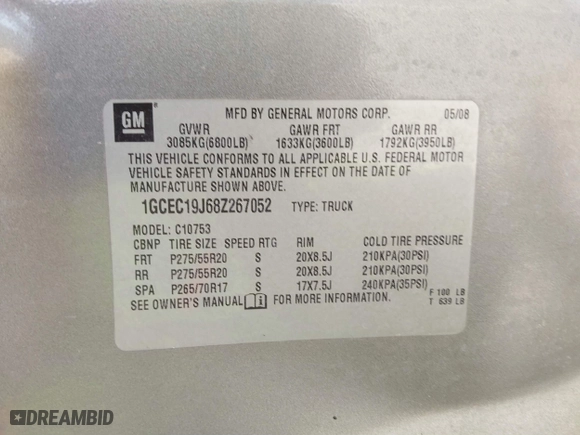 GM MFD BY GENERAL MOTORS CORP. 05/08
GVWR GAWR FRT GAWR RR
3085KG(6800LB) 1633KG(3600LB) 1792KG(3950LB)
THIS VEHICLE CONFORMS TO ALL APPLICABLE U.S. FEDERAL MOTOR
VEHICLE SAFETY STANDARDS IN EFFECT ON THE DATE OF
MANUFACTURE SHOWN ABOVE.
1GCEC19J68Z267052 TYPE: TRUCK
MODEL: C10753
CBNP TIRE SIZE SPEED RTG RIM COLD TIRE PRESSURE
FRT P275/55R20 S 20X8.5J 210KPA(30PSI)
RR P275/55R20 S 20X8.5J 210KPA(30PSI)
SPA P265/70R17 S 17X7.5J 240KPA(35PSI) F 100 LB
SEE OWNER'S MANUAL FOR MORE INFORMATION. T 639 LB
DREAMBID